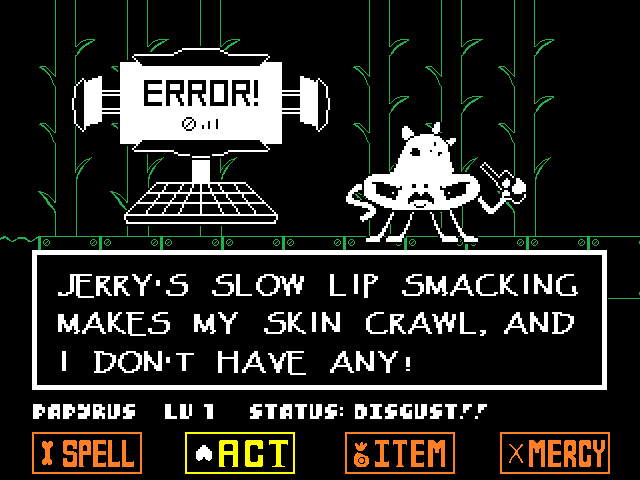 ERROR!
JERRY'S SLOW LIP SMACKING
MAKES MY SKIN CRAWL, AND
I DON'T HAVE ANY!
PAPYRUS LV 1 STATUS: DISGUST!!
SPELL ACT ITEM MERCY